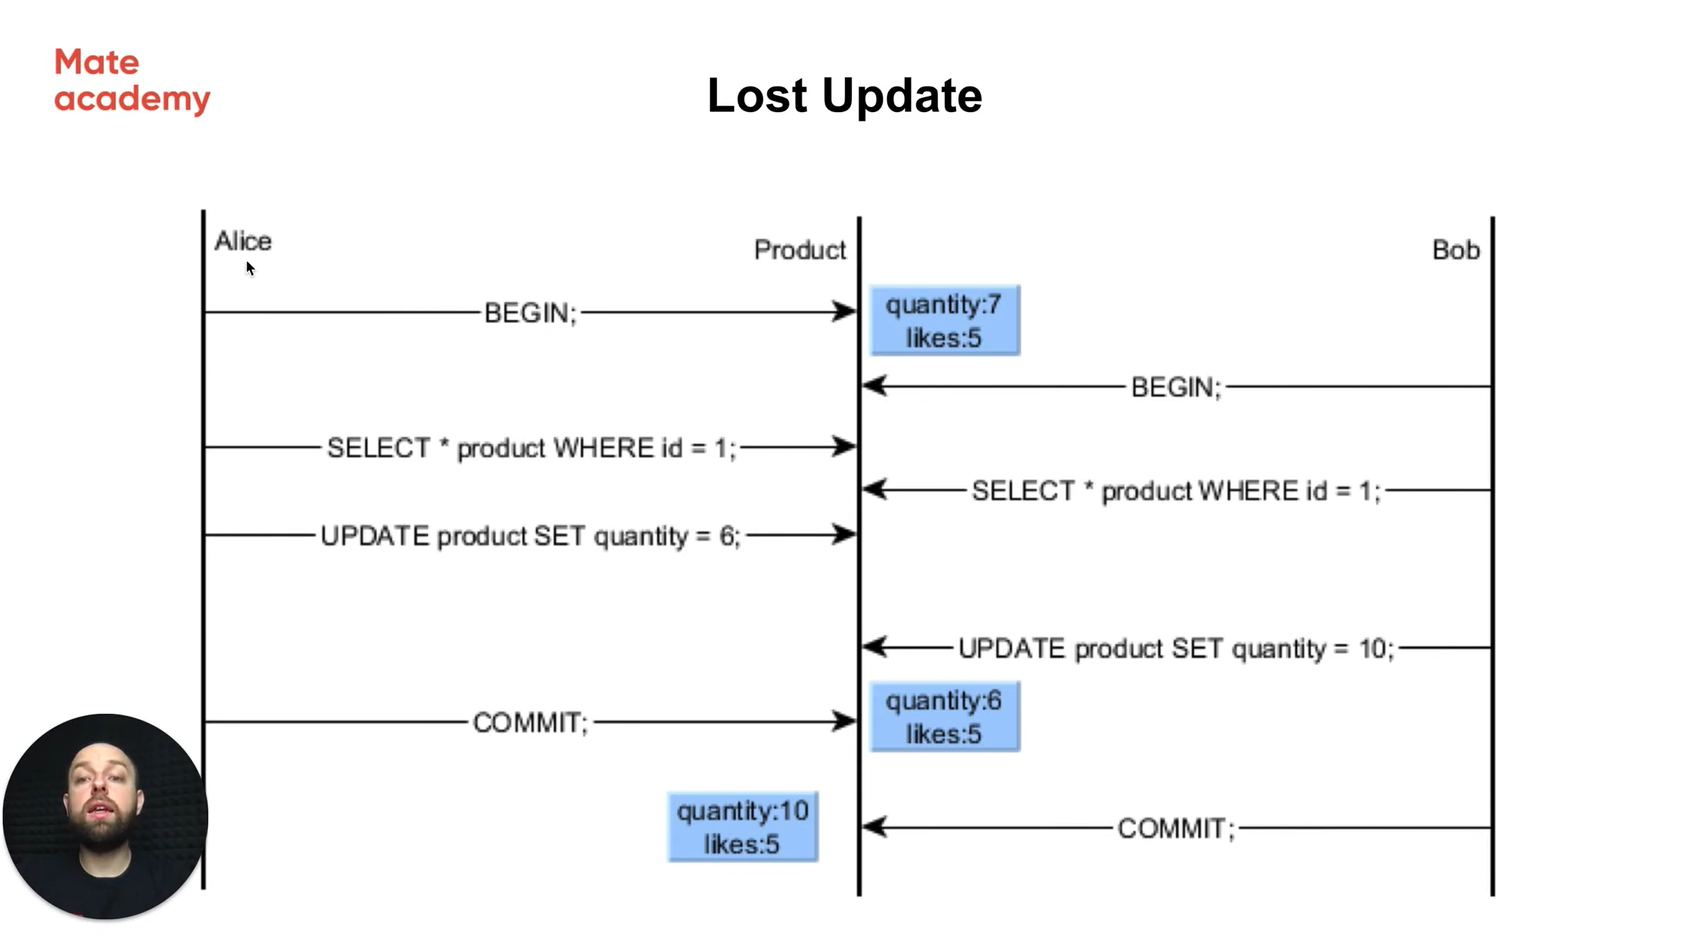 Mate
academy
Lost Update
Alice
Product
Bob
BEGIN;
quantity:7
likes:5
BEGIN;
SELECT * product WHERE id = 1;
SELECT * product WHERE id = 1;
UPDATE product SET quantity = 6;
UPDATE product SET quantity = 10;
COMMIT;
quantity:6
likes:5
quantity:10
likes:5
COMMIT;